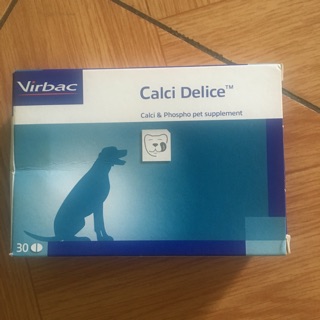 Virbac
Calci Delice™
Calci & Phospho pet supplement
30